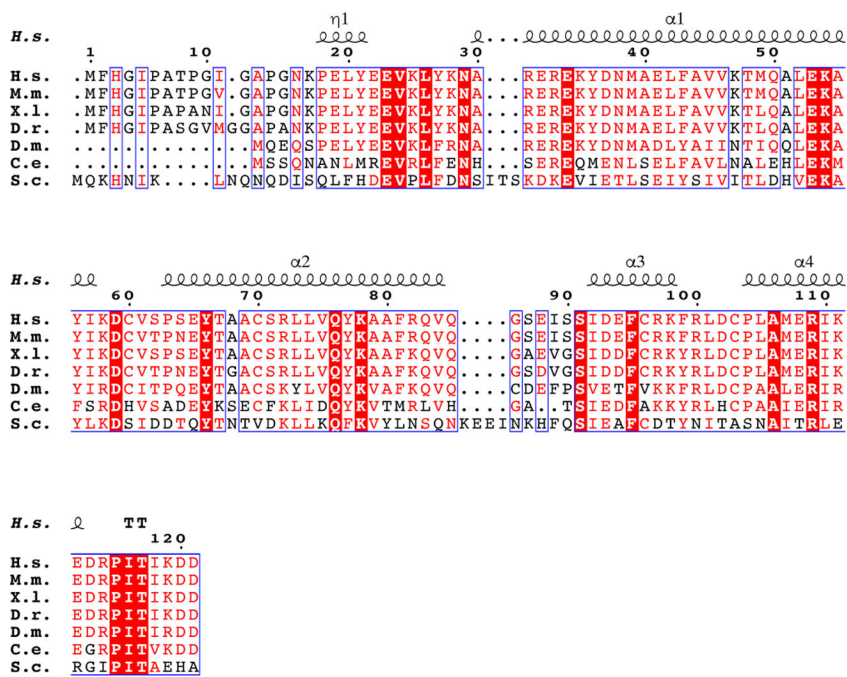 η1 α1
H.s.
1 10 20 30 40 50
H.s. .MFHGIPATPGI.GAPGNKPELYEEVKLYKNA...REREKYDNMAELFAVVKTMQALEKA
M.m. .MFHGIPATPGV.GAPGNKPELYEEVKLYKNA...REREKYDNMAELFAVVKTMQALEKA
X.l. .MFHGIPAPANI.GAPGNKPELYEEVKLYKNA...REREKYDNMAELFAVVKTLQALEKA
D.r. .MFHGIPASGVMGGAPANKPELYEEVKLYKNA...REREKYDNMAELFAVVKTLQALEKA
D.m. ..............MQEQSPELYEEVKLFRNA...REREKYDNMADLYAIINTIQQLEKA
C.e. ..............MSSQNANLMREVRLFENH...SEREQMENLSELFAVLNALEHLEKM
S.c. MQKHNIK....LNQNQDISQLFHDEVPLFDNSITSKDKEVIETLSEIYSIVITLDHVEKA
α2 α3 α4
H.s.
60 70 80 90 100 110
H.s. YIKDCVSPSEYTAACSRLLVQYKAAFRQVQ....GSEISSIDEFCRKFRLDCPLAMERIK
M.m. YIKDCVTPNEYTAACSRLLVQYKAAFRQVQ....GSEISSIDEFCRKFRLDCPLAMERIK
X.l. YIKDCVTPNEYTAACSRLLVQYKAAFKQVQ....GAEVGSIDDFCRKYRLDCPLAMERIK
D.r. YIKDCVTPNEYTGACSRLLVQYKAAFKQVQ....GSDVGSIDDFCRKYRLDCPLAMERIK
D.m. YIRDCITPQEYTAACSKYLVQYKVAFKQVQ....CDEFPSVETFVKKFRLDCPAALERIR
C.e. FSRDHVSADEYKSECFKLIDQYKVTMRLVH....GA..TSIEDFAKKYRLHCPAAIERIR
S.c. YLKDSIDDTQYTNTVDKLLKQFKVYLNSQNKEEINKHFQSIEAFCDTYNITASNAITRLE
H.s. TT
120
H.s. EDRPITIKDD
M.m. EDRPITIKDD
X.l. EDRPITIKDD
D.r. EDRPITIKDD
D.m. EDRPITIRDD
C.e. EGRPITVKDD
S.c. RGIPITAEHA